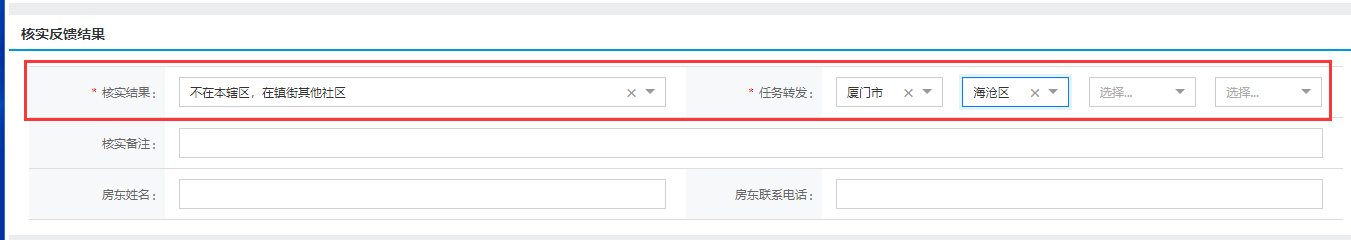 核实反馈结果
* 核实结果： 不在本辖区，在镇街其他社区 * 任务转发： 厦门市 海沧区 选择... 选择...
核实备注：
房东姓名： 房东联系电话：